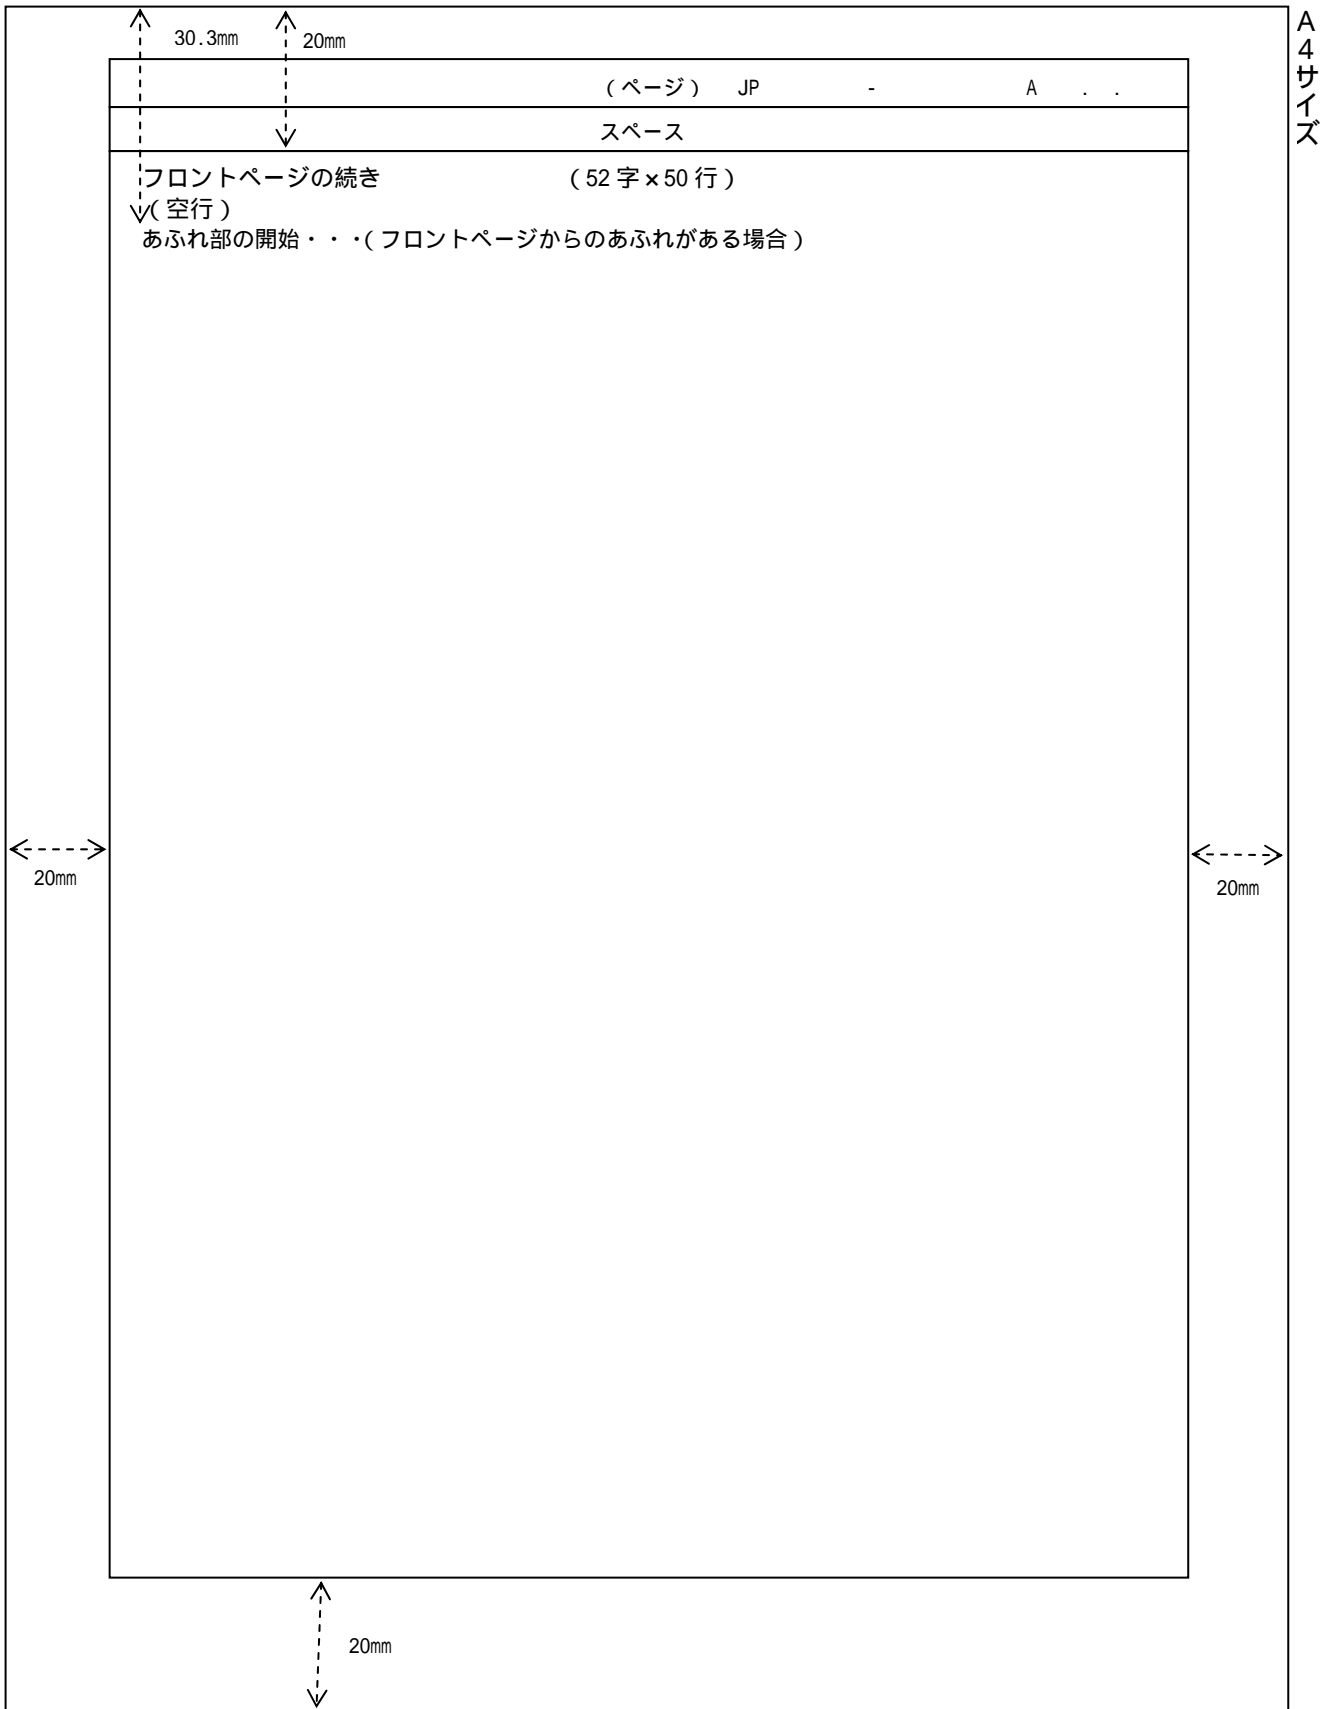 30.3㎜ 20㎜
（ページ） JP - A . .
スペース
フロントページの続き （52字×50行）
（空行）
あふれ部の開始・・・（フロントページからのあふれがある場合）
20㎜
20㎜
20㎜
A4サイズ